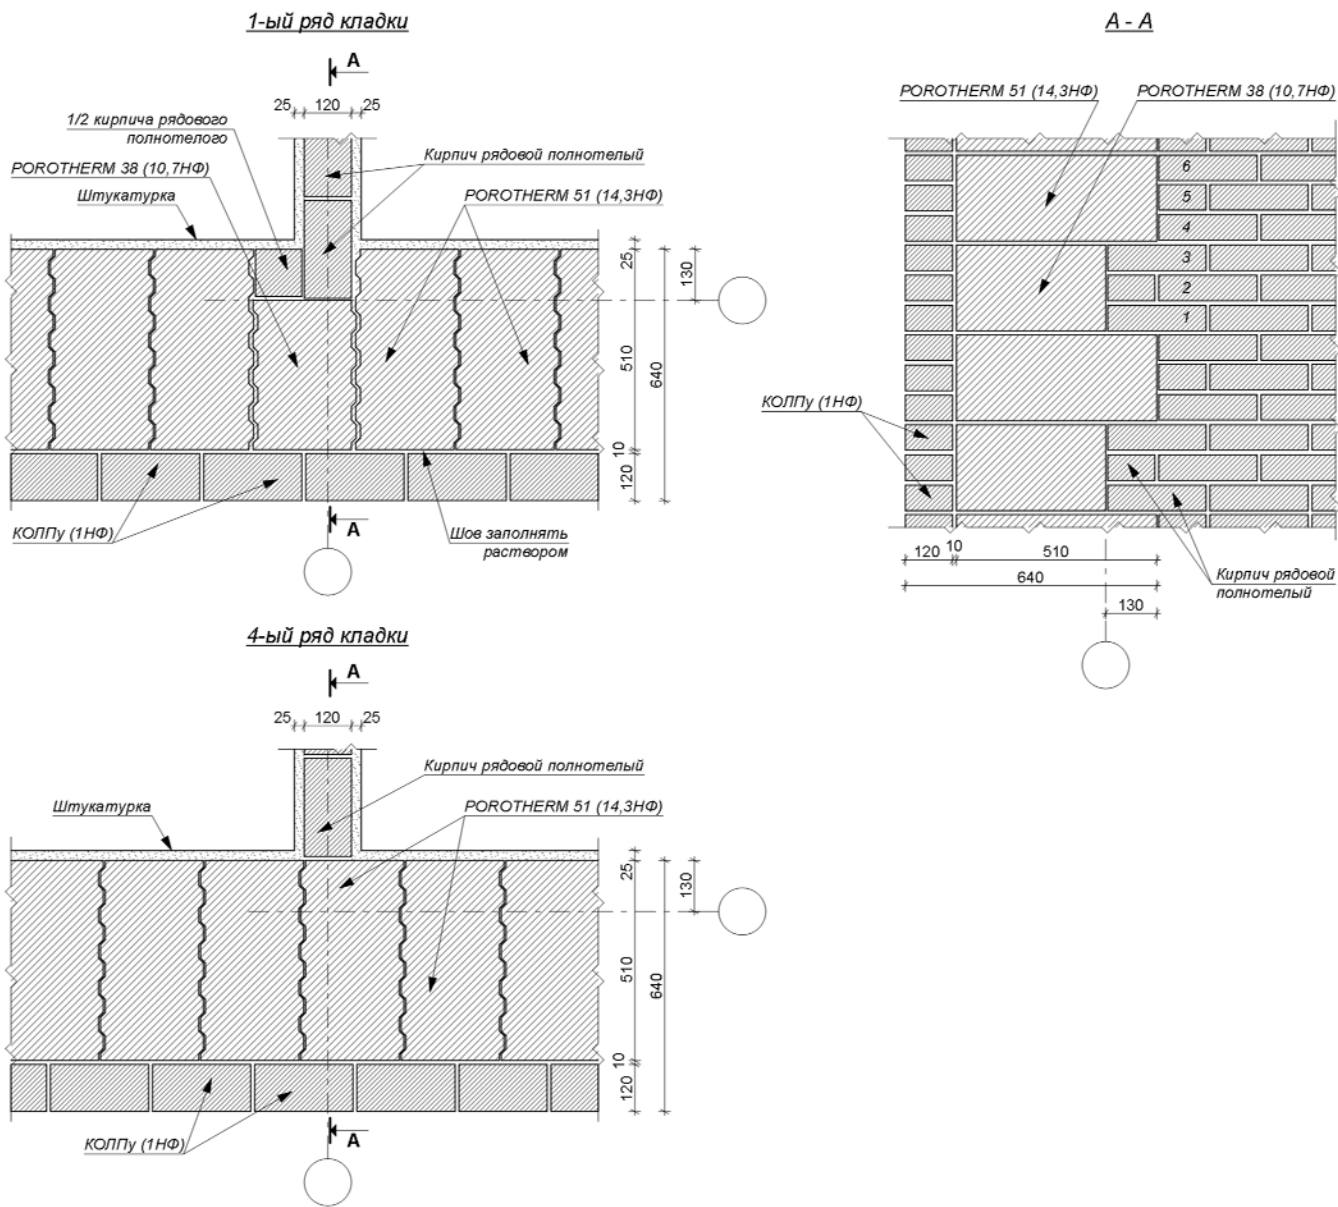 1-ый ряд кладки
А
25 120 25
1/2 кирпича рядового
полнотелого
Кирпич рядовой полнотелый
POROTHERM 38 (10,7НФ)
Штукатурка
POROTHERM 51 (14,3НФ)
25
130
510
640
10
120
КОЛПу (1НФ)
А
Шов заполнять
раствором
А - А
POROTHERM 51 (14,3НФ)
POROTHERM 38 (10,7НФ)
6
5
4
3
2
1
КОЛПу (1НФ)
120 10 510
640
130
Кирпич рядовой
полнотелый
4-ый ряд кладки
А
25 120 25
Кирпич рядовой полнотелый
Штукатурка
POROTHERM 51 (14,3НФ)
25
130
510
640
10
120
КОЛПу (1НФ)
А